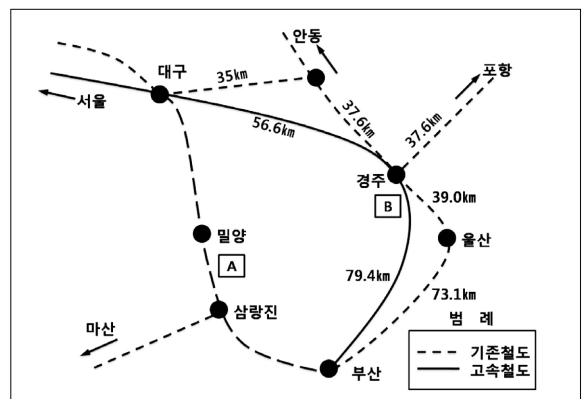 안동
대구
35km
포항
서울
37.6km
37.6km
56.6km
경주
B
39.0km
밀양
울산
A
79.4km
73.1km
삼랑진
마산
부산
범 례
기존철도
고속철도